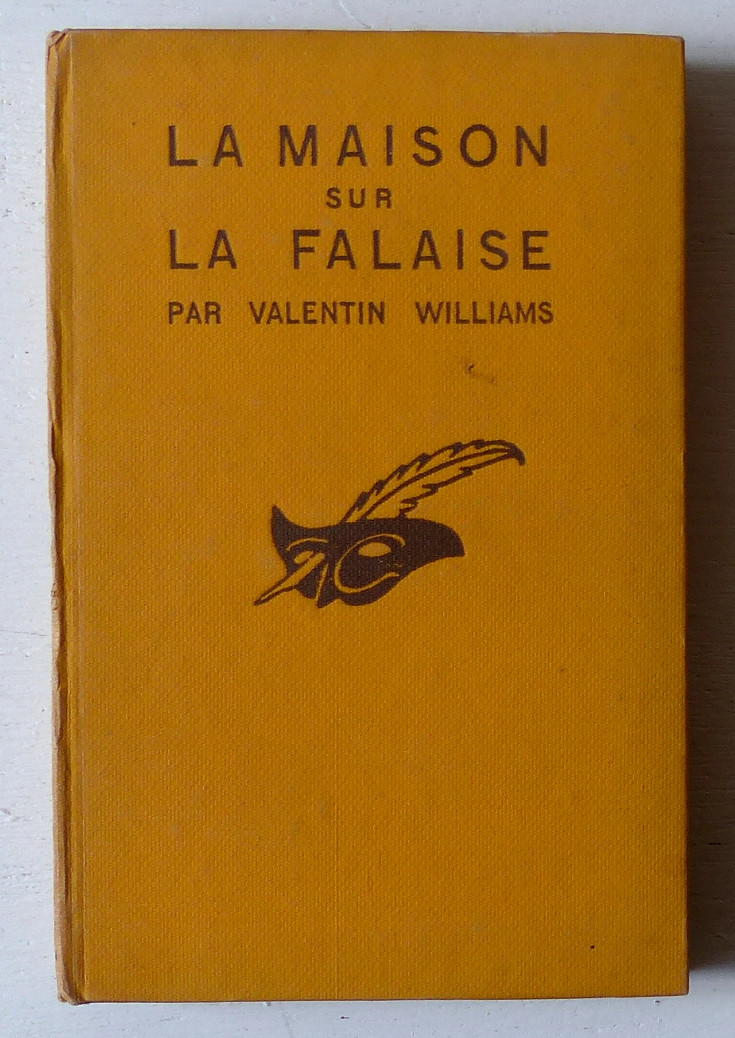 LA MAISON
SUR
LA FALAISE
PAR VALENTIN WILLIAMS